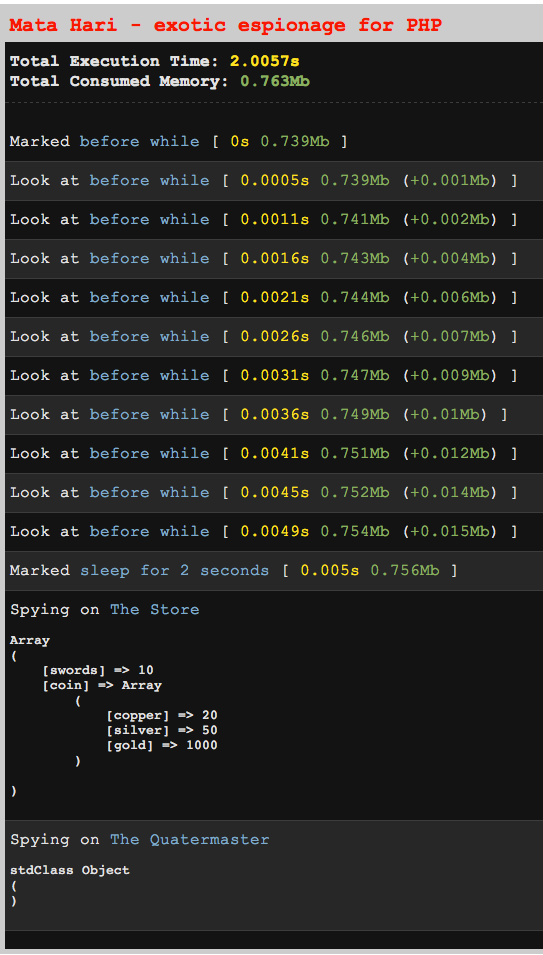 Mata Hari - exotic espionage for PHP
Total Execution Time: 2.0057s
Total Consumed Memory: 0.763Mb
Marked before while [ 0s 0.739Mb ]
Look at before while [ 0.0005s 0.739Mb (+0.001Mb) ]
Look at before while [ 0.0011s 0.741Mb (+0.002Mb) ]
Look at before while [ 0.0016s 0.743Mb (+0.004Mb) ]
Look at before while [ 0.0021s 0.744Mb (+0.006Mb) ]
Look at before while [ 0.0026s 0.746Mb (+0.007Mb) ]
Look at before while [ 0.0031s 0.747Mb (+0.009Mb) ]
Look at before while [ 0.0036s 0.749Mb (+0.01Mb) ]
Look at before while [ 0.0041s 0.751Mb (+0.012Mb) ]
Look at before while [ 0.0045s 0.752Mb (+0.014Mb) ]
Look at before while [ 0.0049s 0.754Mb (+0.015Mb) ]
Marked sleep for 2 seconds [ 0.005s 0.756Mb ]
Spying on The Store
Array
(
    [swords] => 10
    [coin] => Array
        (
            [copper] => 20
            [silver] => 50
            [gold] => 1000
        )
)
Spying on The Quatermaster
stdClass Object
(
)